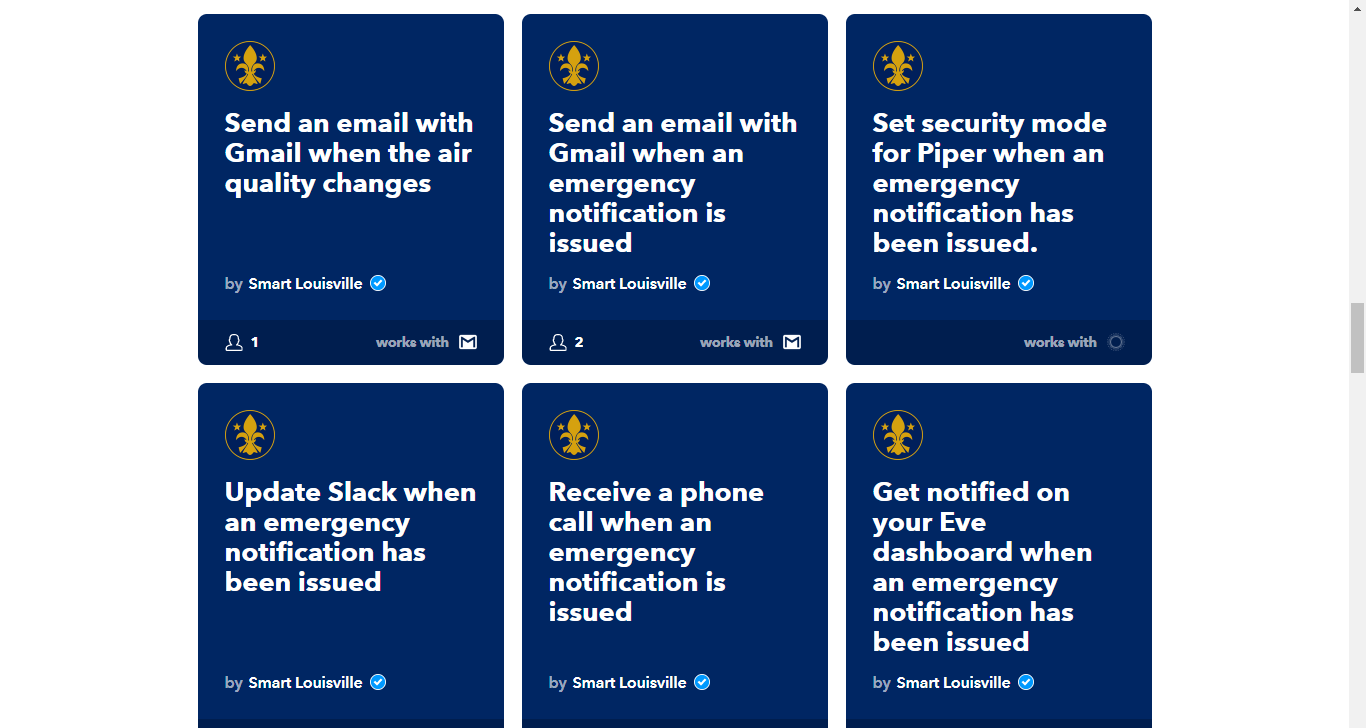 Send an email with
Gmail when the air
quality changes
by Smart Louisville
1
works with
Send an email with
Gmail when an
emergency
notification is
issued
by Smart Louisville
2
works with
Set security mode
for Piper when an
emergency
notification has
been issued.
by Smart Louisville
works with
Update Slack when
an emergency
notification has
been issued
by Smart Louisville
Receive a phone
call when an
emergency
notification is
issued
by Smart Louisville
Get notified on
your Eve
dashboard when
an emergency
notification has
been issued
by Smart Louisville